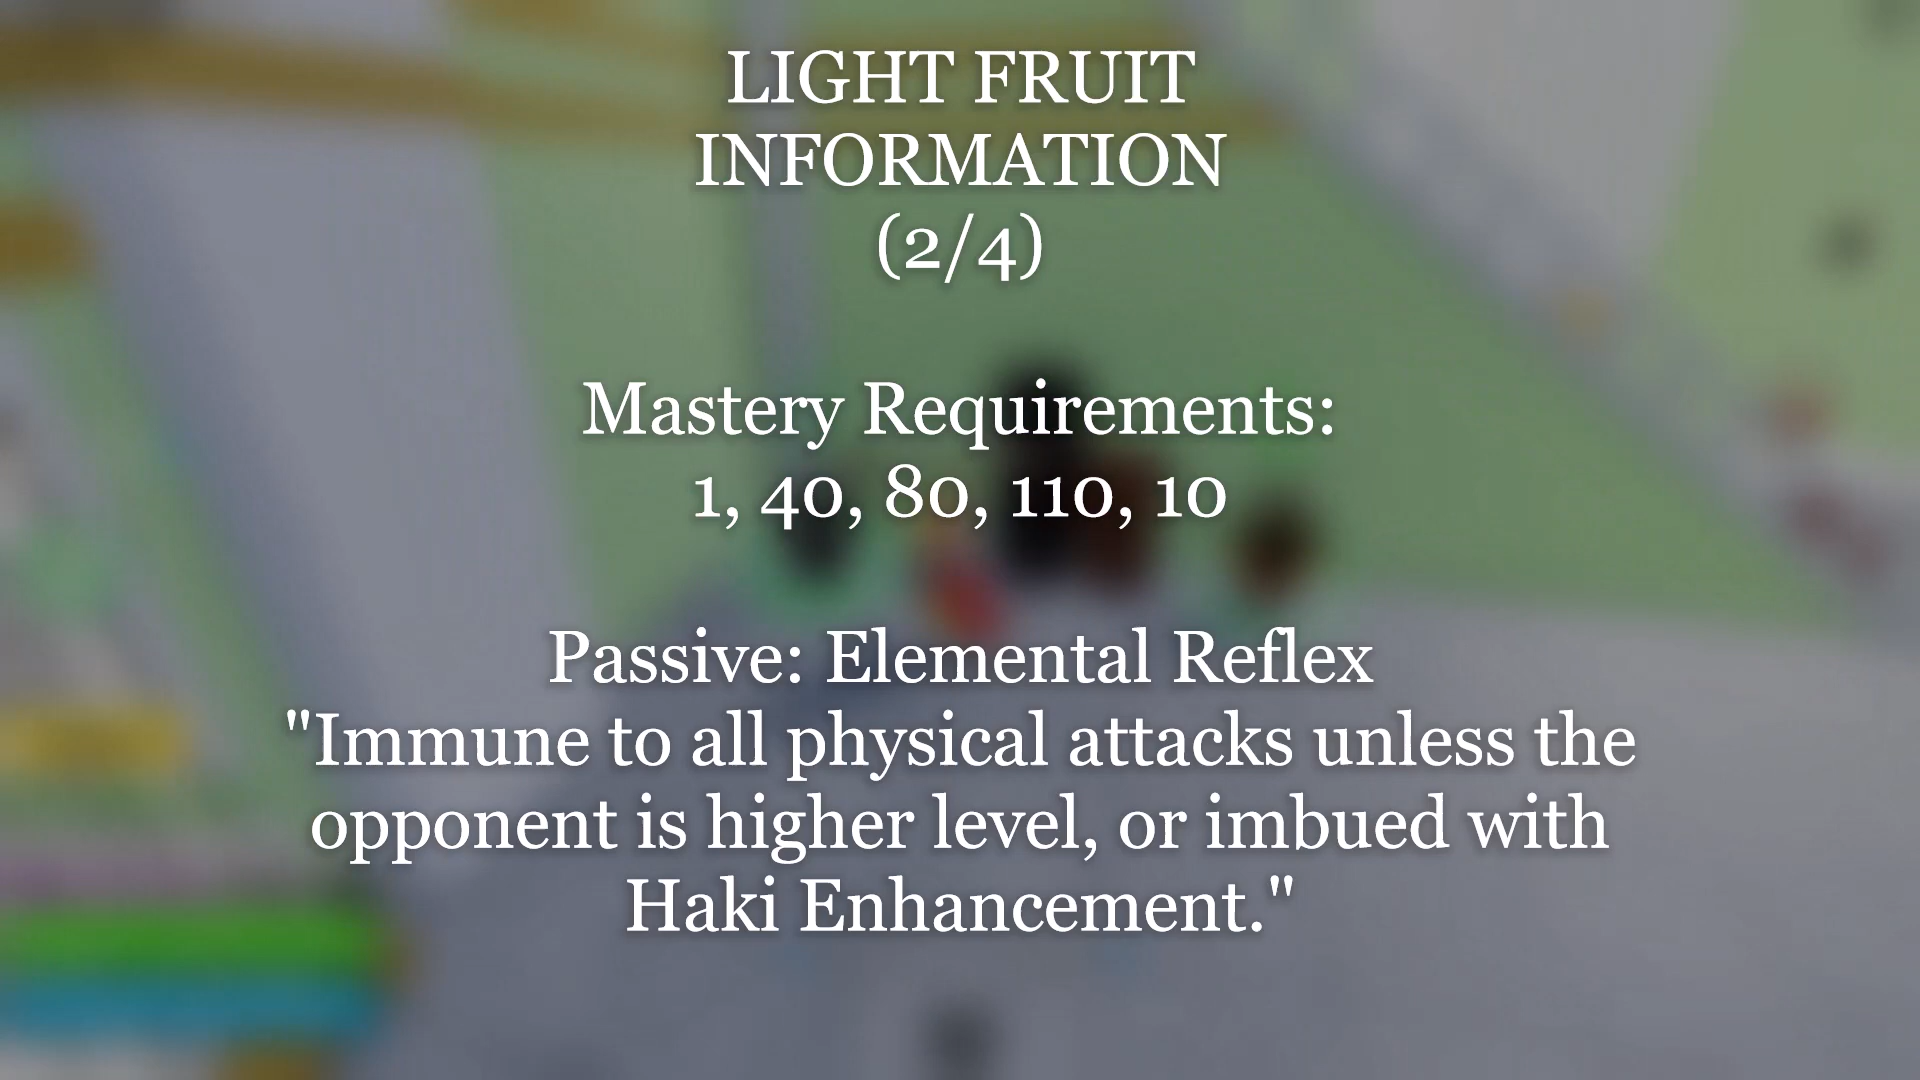 LIGHT FRUIT
INFORMATION
(2/4)
Mastery Requirements:
1, 40, 80, 110, 10
Passive: Elemental Reflex
"Immune to all physical attacks unless the
opponent is higher level, or imbued with
Haki Enhancement."